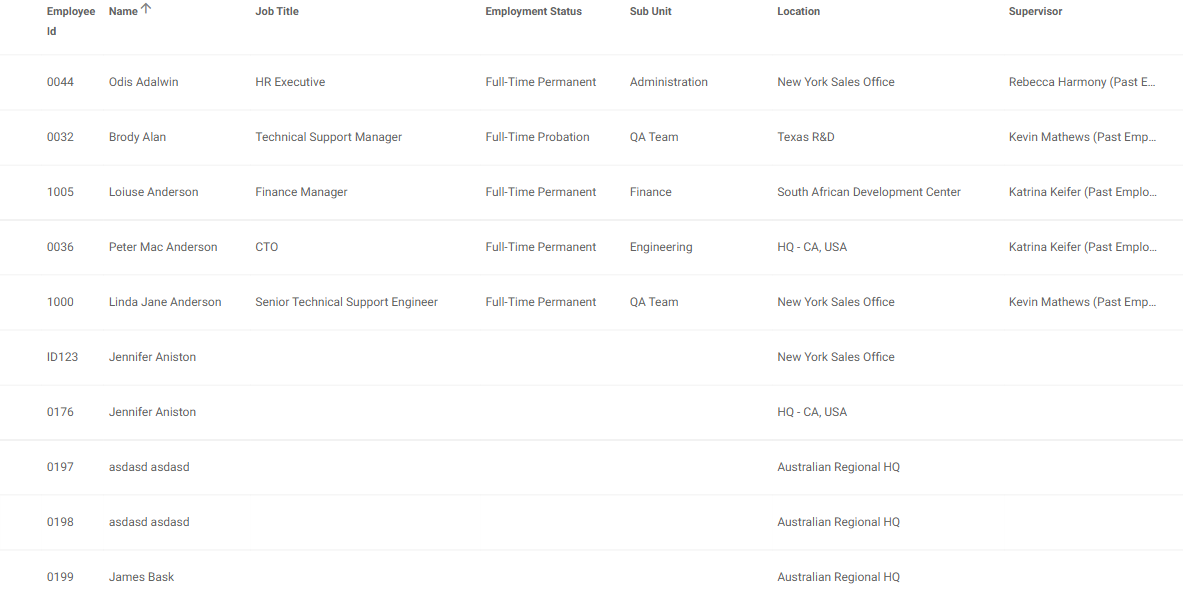 Employee Id Name Job Title Employment Status Sub Unit Location Supervisor
0044 Odis Adalwin HR Executive Full-Time Permanent Administration New York Sales Office Rebecca Harmony (Past E...
0032 Brody Alan Technical Support Manager Full-Time Probation QA Team Texas R&D Kevin Mathews (Past Emp...
1005 Loiuse Anderson Finance Manager Full-Time Permanent Finance South African Development Center Katrina Keifer (Past Emplo...
0036 Peter Mac Anderson CTO Full-Time Permanent Engineering HQ - CA, USA Katrina Keifer (Past Emplo...
1000 Linda Jane Anderson Senior Technical Support Engineer Full-Time Permanent QA Team New York Sales Office Kevin Mathews (Past Emp...
ID123 Jennifer Aniston New York Sales Office
0176 Jennifer Aniston HQ - CA, USA
0197 asdasd asdasd Australian Regional HQ
0198 asdasd asdasd Australian Regional HQ
0199 James Bask Australian Regional HQ